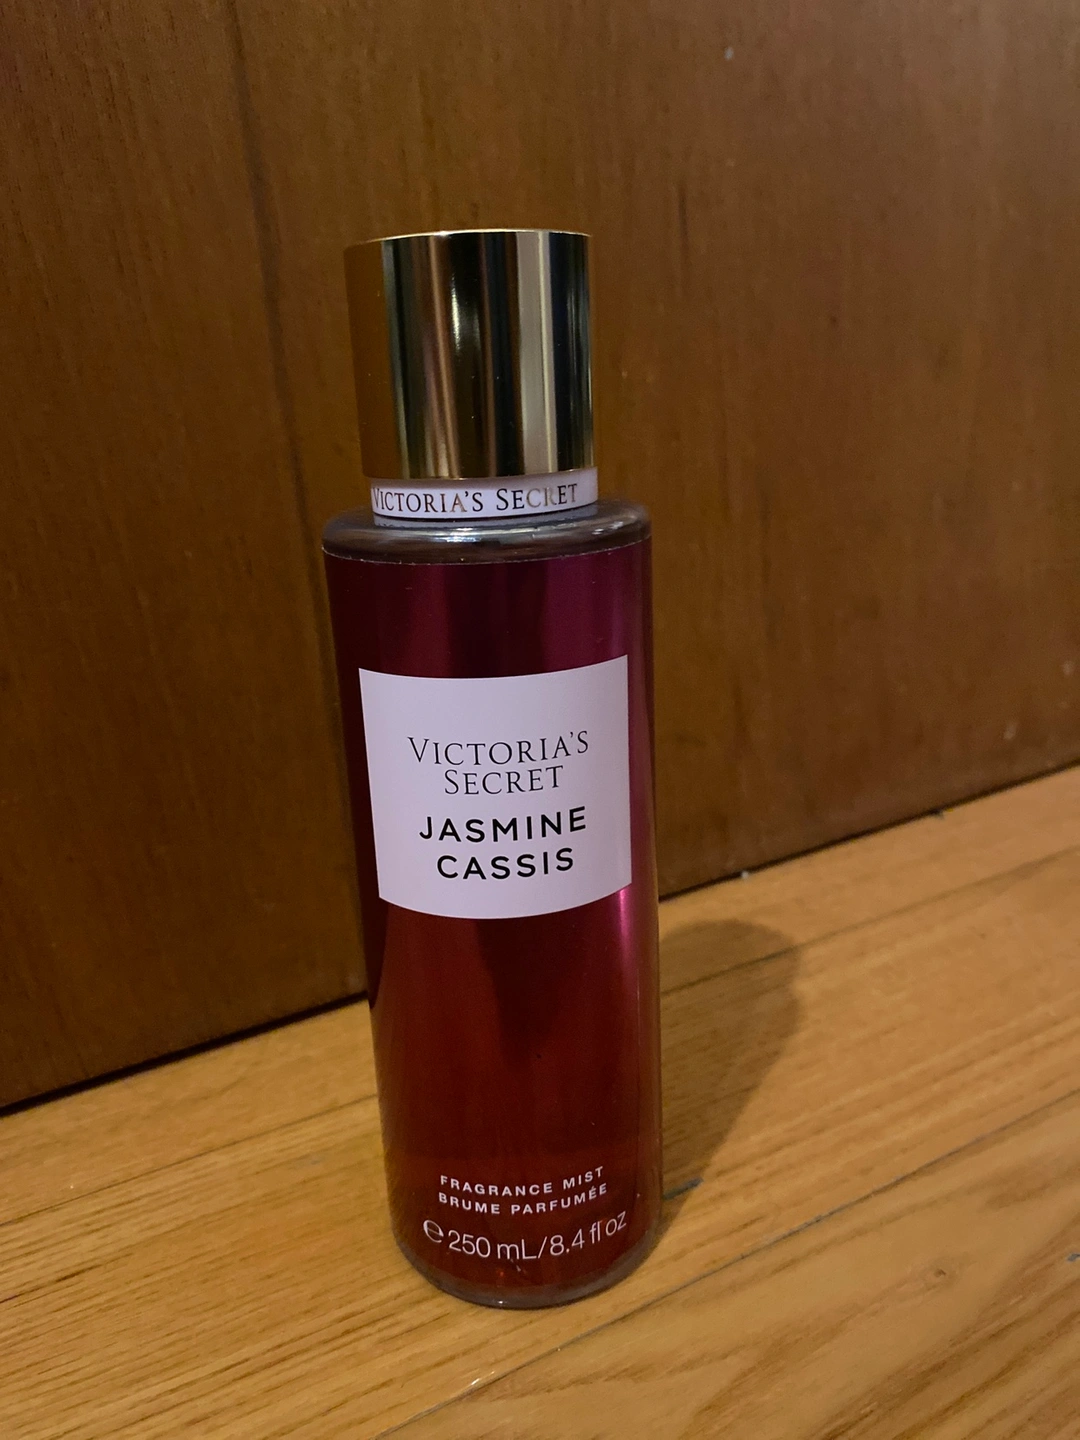 VICTORIA'S SECRET
VICTORIA'S
SECRET
JASMINE
CASSIS
FRAGRANCE MIST
BRUME PARFUMÉE
℮ 250 mL/8.4 fl oz